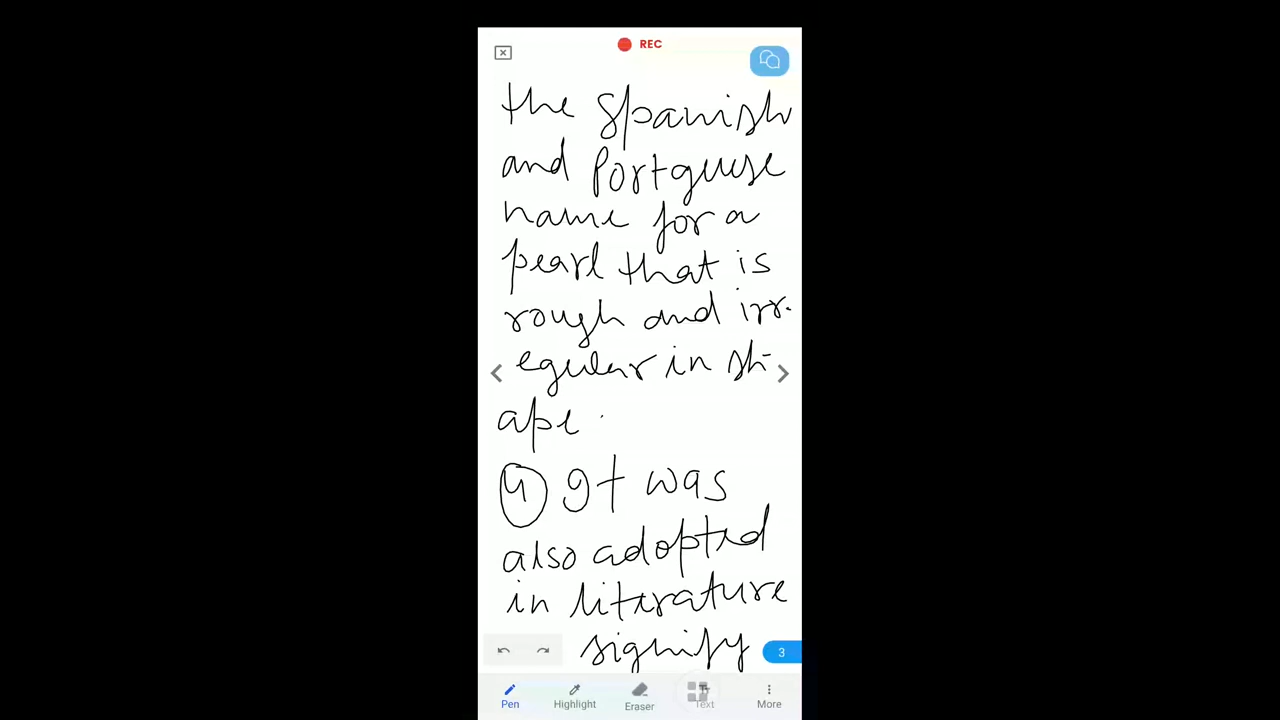 REC
the Spanish
and Portguese
name for a
pearl that is
rough and irr-
egular in sh-
ape.
4 It was
also adopted
in literature
signify
3
Pen Highlight Eraser Text More